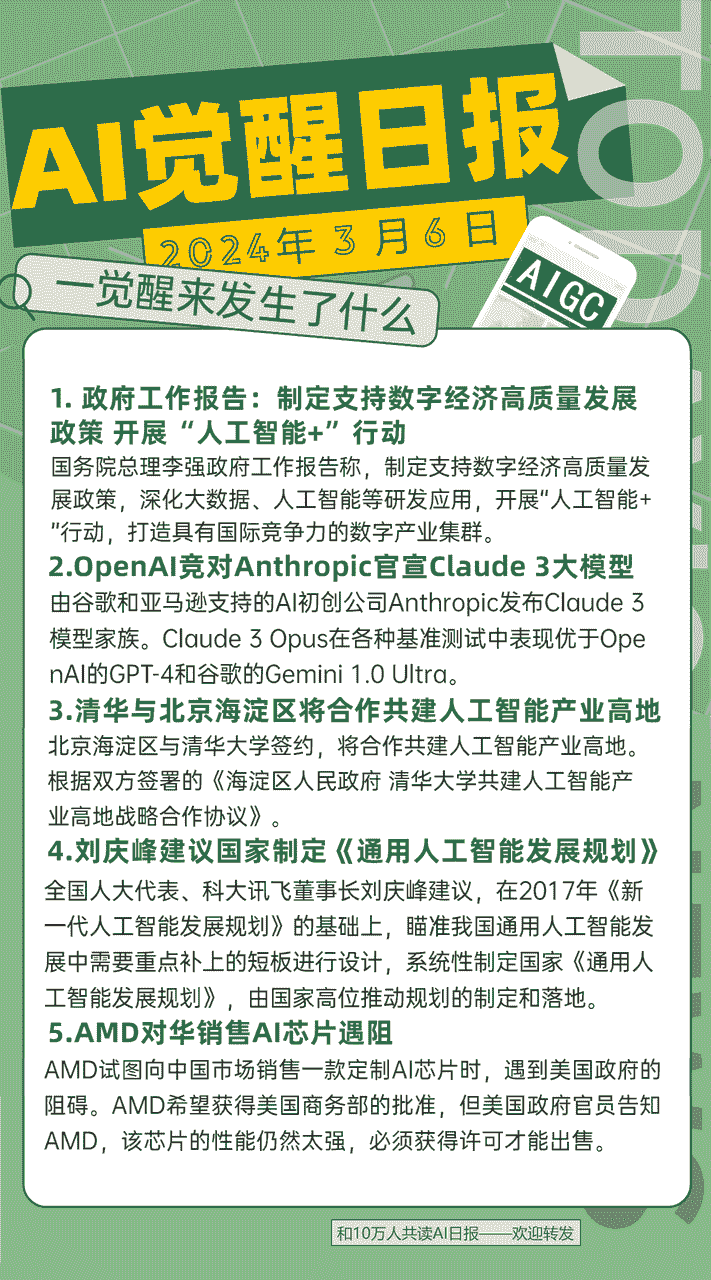 AI觉醒日报
2024年3月6日
一觉醒来发生了什么
AIGC
1. 政府工作报告：制定支持数字经济高质量发展
政策 开展“人工智能+”行动
国务院总理李强政府工作报告称，制定支持数字经济高质量发
展政策，深化大数据、人工智能等研发应用，开展“人工智能+
”行动，打造具有国际竞争力的数字产业集群。
2.OpenAI竞对Anthropic官宣Claude 3大模型
由谷歌和亚马逊支持的AI初创公司Anthropic发布Claude 3
模型家族。Claude 3 Opus在各种基准测试中表现优于Ope
nAI的GPT-4和谷歌的Gemini 1.0 Ultra。
3.清华与北京海淀区将合作共建人工智能产业高地
北京海淀区与清华大学签约，将合作共建人工智能产业高地。
根据双方签署的《海淀区人民政府 清华大学共建人工智能产
业高地战略合作协议》。
4.刘庆峰建议国家制定《通用人工智能发展规划》
全国人大代表、科大讯飞董事长刘庆峰建议，在2017年《新
一代人工智能发展规划》的基础上，瞄准我国通用人工智能发
展中需要重点补上的短板进行设计，系统性制定国家《通用人
工智能发展规划》，由国家高位推动规划的制定和落地。
5.AMD对华销售AI芯片遇阻
AMD试图向中国市场销售一款定制AI芯片时，遇到美国政府的
阻碍。AMD希望获得美国商务部的批准，但美国政府官员告知
AMD，该芯片的性能仍然太强，必须获得许可才能出售。
和10万人共读AI日报——欢迎转发